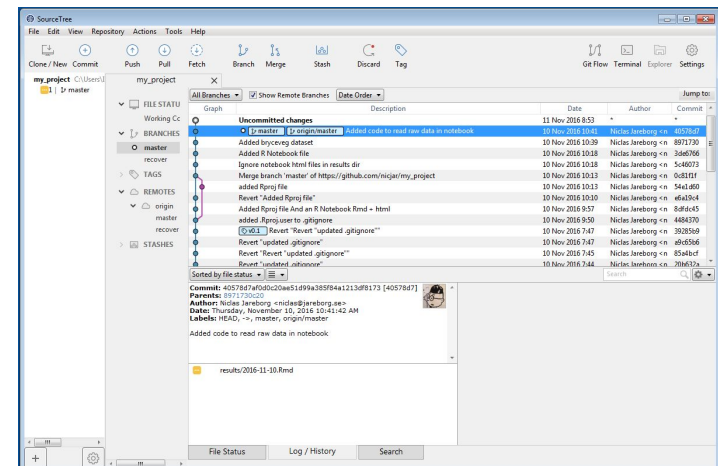 SourceTree
File Edit View Repository Actions Tools Help
Clone / New Commit Push Pull Fetch Branch Merge Stash Discard Tag Git Flow Terminal Explorer Settings
my_project C:\Users\J
1 master
my_project
FILE STATU
Working Cc
BRANCHES
master
recover
TAGS
REMOTES
origin
master
recover
STASHES
All Branches Show Remote Branches Date Order Jump to:
Graph Description Date Author Commit
Uncommitted changes 11 Nov 2016 8:53 * *
master origin/master Added code to read raw data in notebook 10 Nov 2016 10:41 Niclas Jareborg <n 40578d7
Added bryceveg dataset 10 Nov 2016 10:39 Niclas Jareborg <n 8971730
Added R Notebook file 10 Nov 2016 10:18 Niclas Jareborg <n 3de6766
Ignore notebook html files in results dir 10 Nov 2016 10:18 Niclas Jareborg <n 5c46073
Merge branch 'master' of https://github.com/nicjar/my_project 10 Nov 2016 10:13 Niclas Jareborg <n 0c81f1f
added Rproj file 10 Nov 2016 10:13 Niclas Jareborg <n 54e1d60
Revert "Added Rproj file" 10 Nov 2016 10:10 Niclas Jareborg <n e6a19c4
Added Rproj file And an R Notebook Rmd + html 10 Nov 2016 9:57 Niclas Jareborg <n 8dfdc45
added .Rproj.user to .gitignore 10 Nov 2016 9:50 Niclas Jareborg <n 4484370
v0.1 Revert "Revert "updated .gitignore"" 10 Nov 2016 7:47 Niclas Jareborg <n 39285b9
Revert "updated .gitignore" 10 Nov 2016 7:47 Niclas Jareborg <n a9c65b6
Revert "Revert "updated .gitignore"" 10 Nov 2016 7:45 Niclas Jareborg <n 85a4bcf
Revert "updated .gitignore" 10 Nov 2016 7:44 Niclas Jareborg <n 20b632a
Sorted by file status Search
Commit: 40578d7af0d0c20ae51d99a385f84a1213df8173 [40578d7]
Parents: 8971730c20
Author: Niclas Jareborg <niclas@jareborg.se>
Date: Thursday, November 10, 2016 10:41:42 AM
Labels: HEAD, ->, master, origin/master
Added code to read raw data in notebook
results/2016-11-10.Rmd
File Status Log / History Search